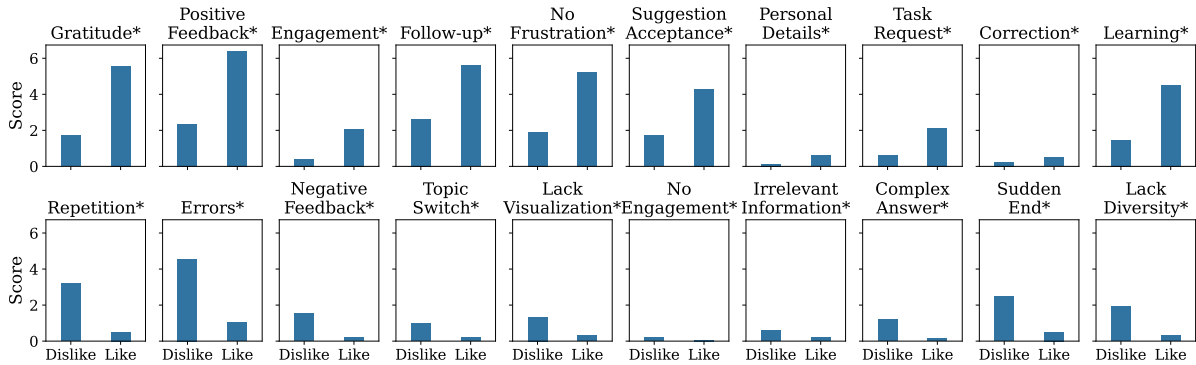 Gratitude*
Positive
Feedback*
Engagement*
Follow-up*
No
Frustration*
Suggestion
Acceptance*
Personal
Details*
Task
Request*
Correction*
Learning*
Score
6
4
2
0
Repetition*
Errors*
Negative
Feedback*
Topic
Switch*
Lack
Visualization*
No
Engagement*
Irrelevant
Information*
Complex
Answer*
Sudden
End*
Lack
Diversity*
Score
6
4
2
0
Dislike Like
Dislike Like
Dislike Like
Dislike Like
Dislike Like
Dislike Like
Dislike Like
Dislike Like
Dislike Like
Dislike Like